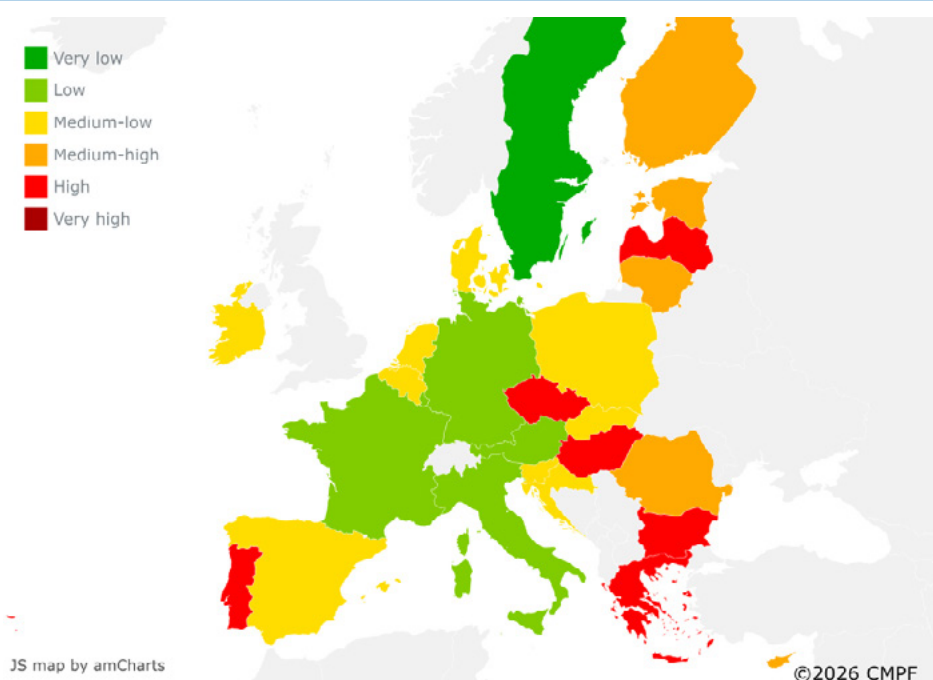 Very low
Low
Medium-low
Medium-high
High
Very high
JS map by amCharts
©2026 CMPF